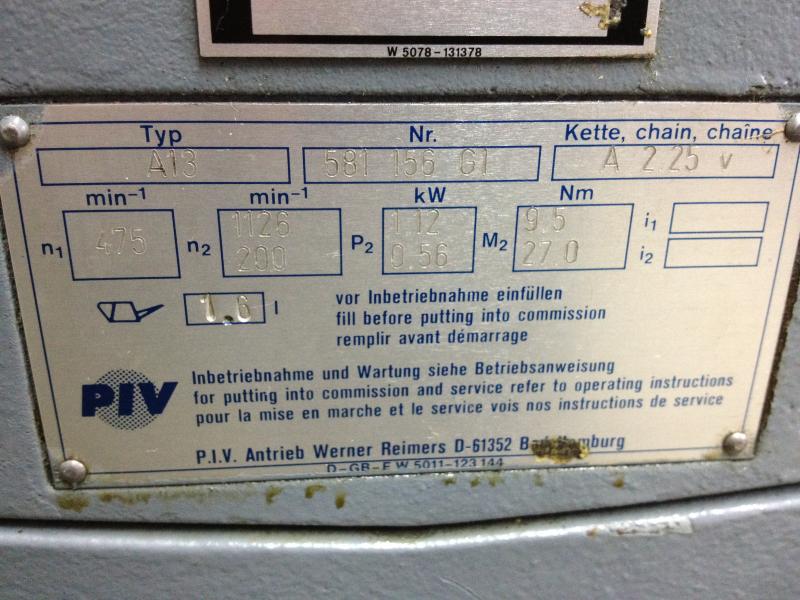 W 5078-131378
Typ Nr. Kette, chain, chaîne
A13 581 156 G1 A 2.25 v
min-1 min-1 kW Nm
n1 475 n2 1126 200 P2 1.12 0.56 M2 9.5 27.0 i1 i2
1.6 l
vor Inbetriebnahme einfüllen
fill before putting into commission
remplir avant démarrage
PIV
Inbetriebnahme und Wartung siehe Betriebsanweisung
for putting into commission and service refer to operating instructions
pour la mise en marche et le service vois nos instructions de service
P.I.V. Antrieb Werner Reimers D-61352 Bad Homburg
D-GB-F W 5011-123144